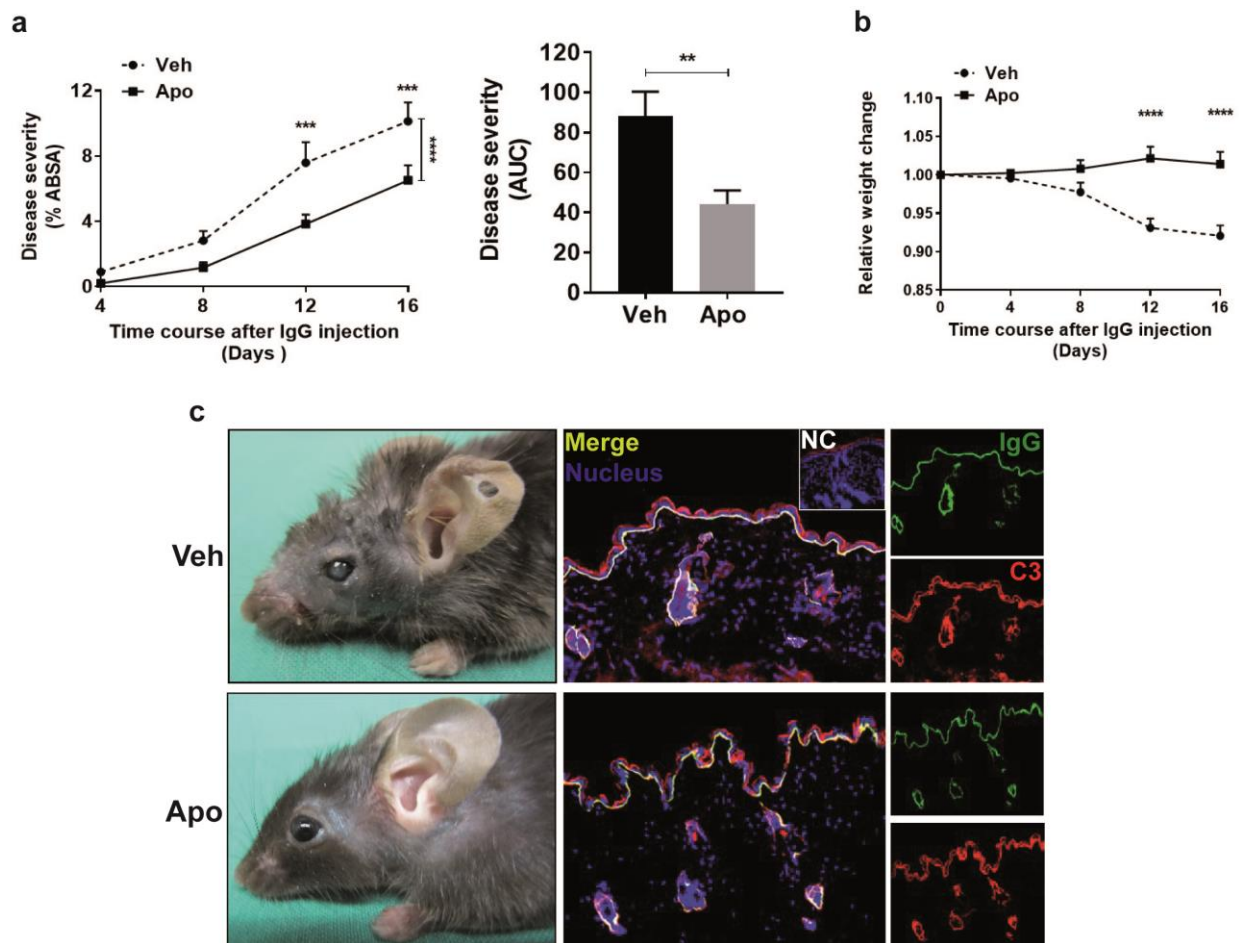 a
Veh
Apo
Disease severity
(% ABSA)
12
8
4
0
***
***
****
4
8
12
16
Time course after IgG injection
(Days )
Disease severity
(AUC)
120
100
80
60
40
20
0
**
Veh
Apo
b
Veh
Apo
Relative weight change
1.10
1.05
1.00
0.95
0.90
0.85
****
****
0
4
8
12
16
Time course after IgG injection
(Days)
c
Veh
Merge
Nucleus
NC
IgG
C3
Apo